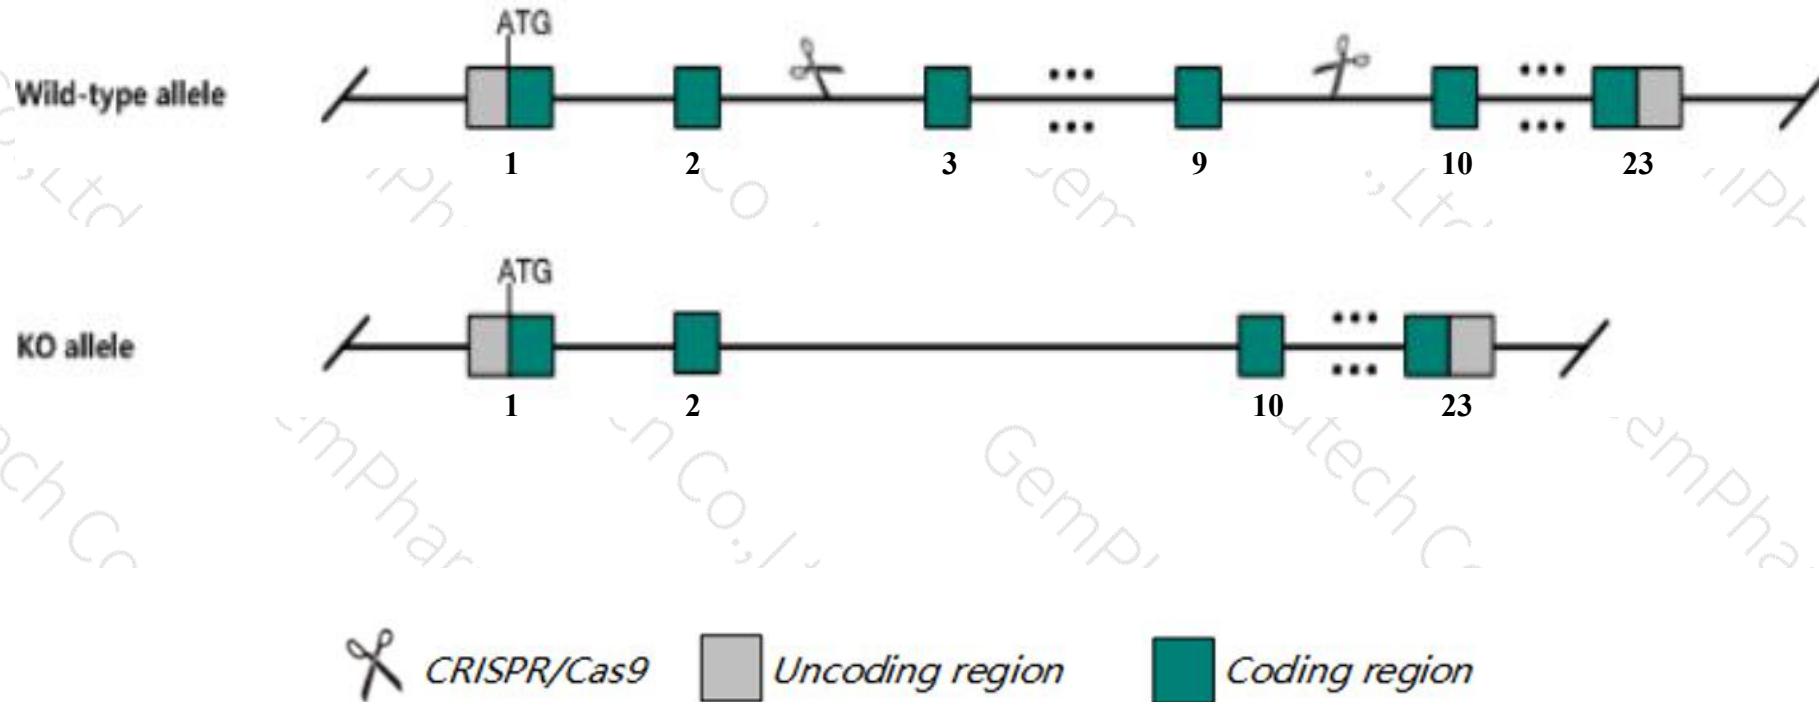 ATG
Wild-type allele
... ...
... ...
1 2 3 9 10 23
ATG
KO allele
...
...
1 2 10 23
CRISPR/Cas9 Uncoding region Coding region